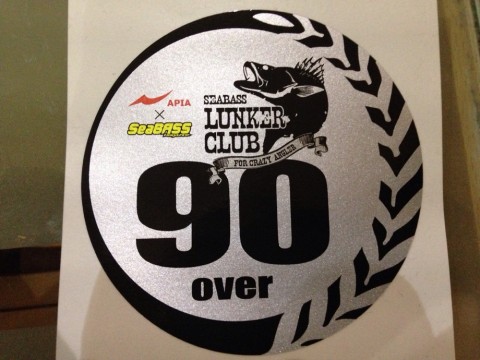 APIA
×
SeaBASS
SEABASS
LUNKER
CLUB
FOR CRAZY ANGLER
90
over